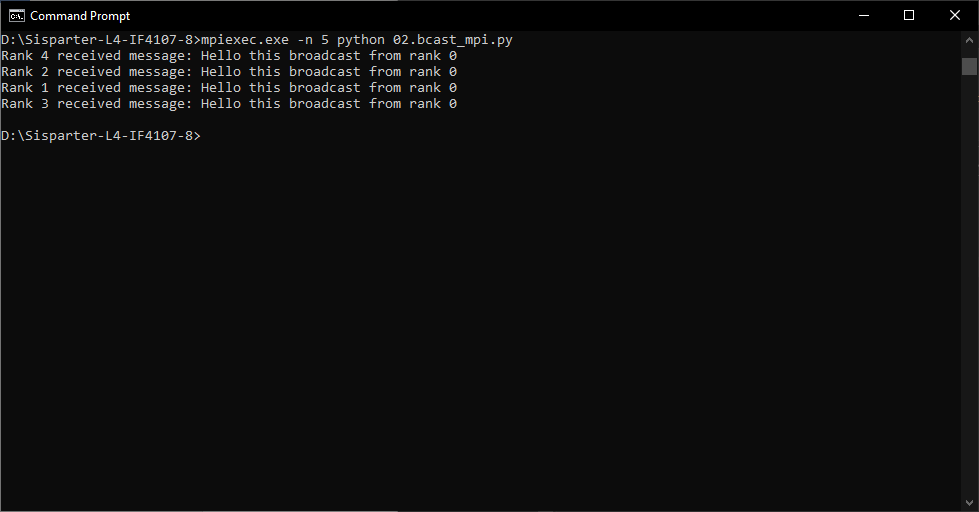 Command Prompt
D:\Sisparter-L4-IF4107-8>mpiexec.exe -n 5 python 02.bcast_mpi.py
Rank 4 received message: Hello this broadcast from rank 0
Rank 2 received message: Hello this broadcast from rank 0
Rank 1 received message: Hello this broadcast from rank 0
Rank 3 received message: Hello this broadcast from rank 0
D:\Sisparter-L4-IF4107-8>